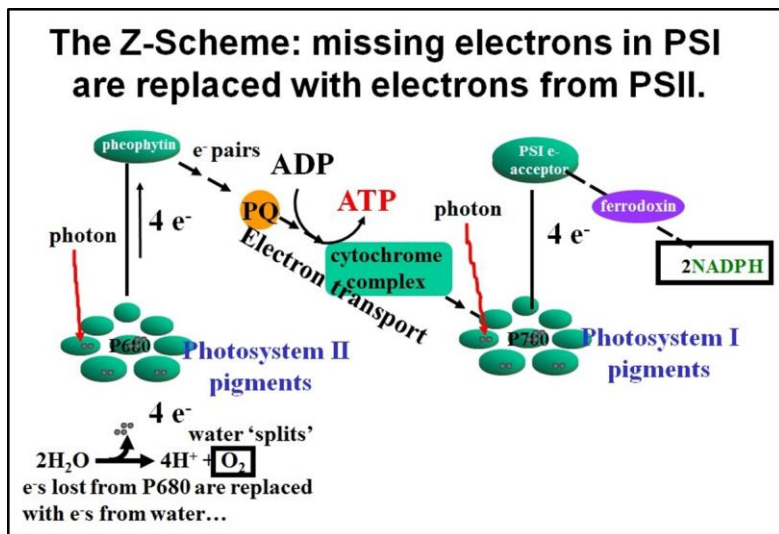 The Z-Scheme: missing electrons in PSI
are replaced with electrons from PSII.
pheophytin
e- pairs
ADP
ATP
PQ
4 e-
photon
Electron transport
cytochrome
complex
P680
Photosystem II
pigments
PSI e-
acceptor
photon
4 e-
ferrodoxin
2NADPH
P700
Photosystem I
pigments
4 e-
water ‘splits’
2H₂O
4H⁺ + O₂
e-s lost from P680 are replaced
with e-s from water…